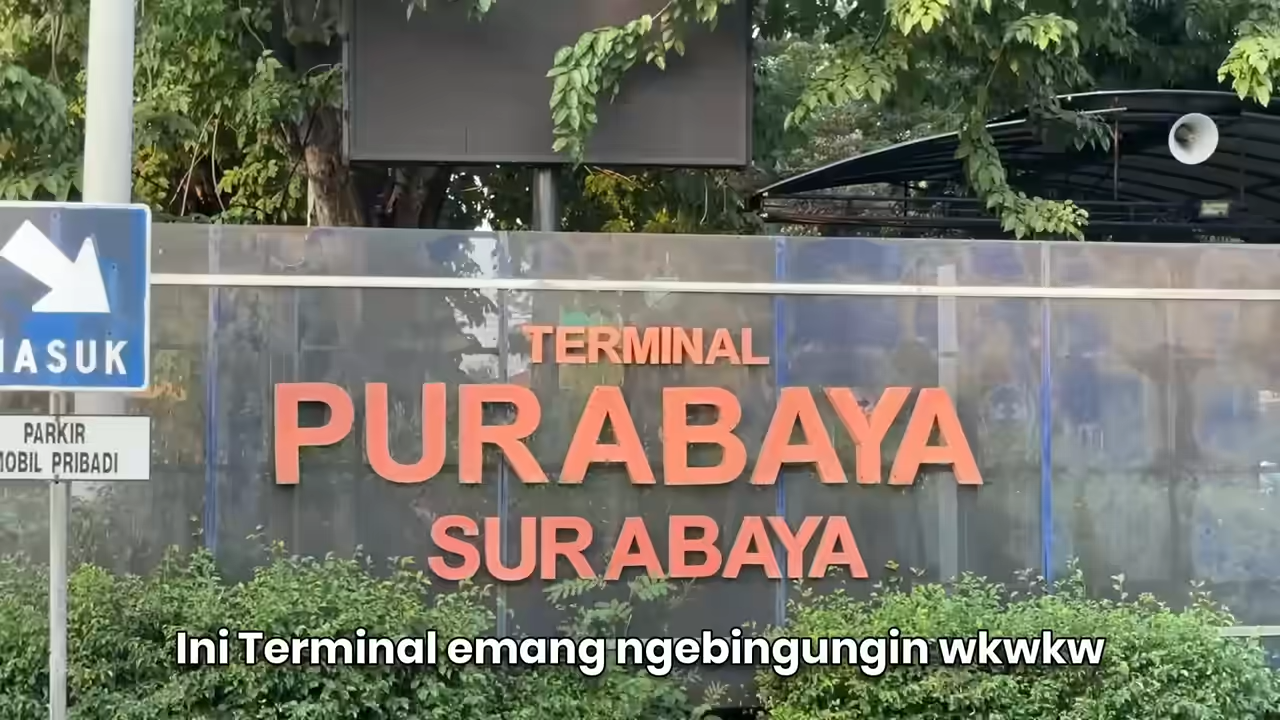 MASUK
PARKIR
MOBIL PRIBADI
TERMINAL
PURABAYA
SURABAYA
Ini Terminal emang ngebingungin wkwkw